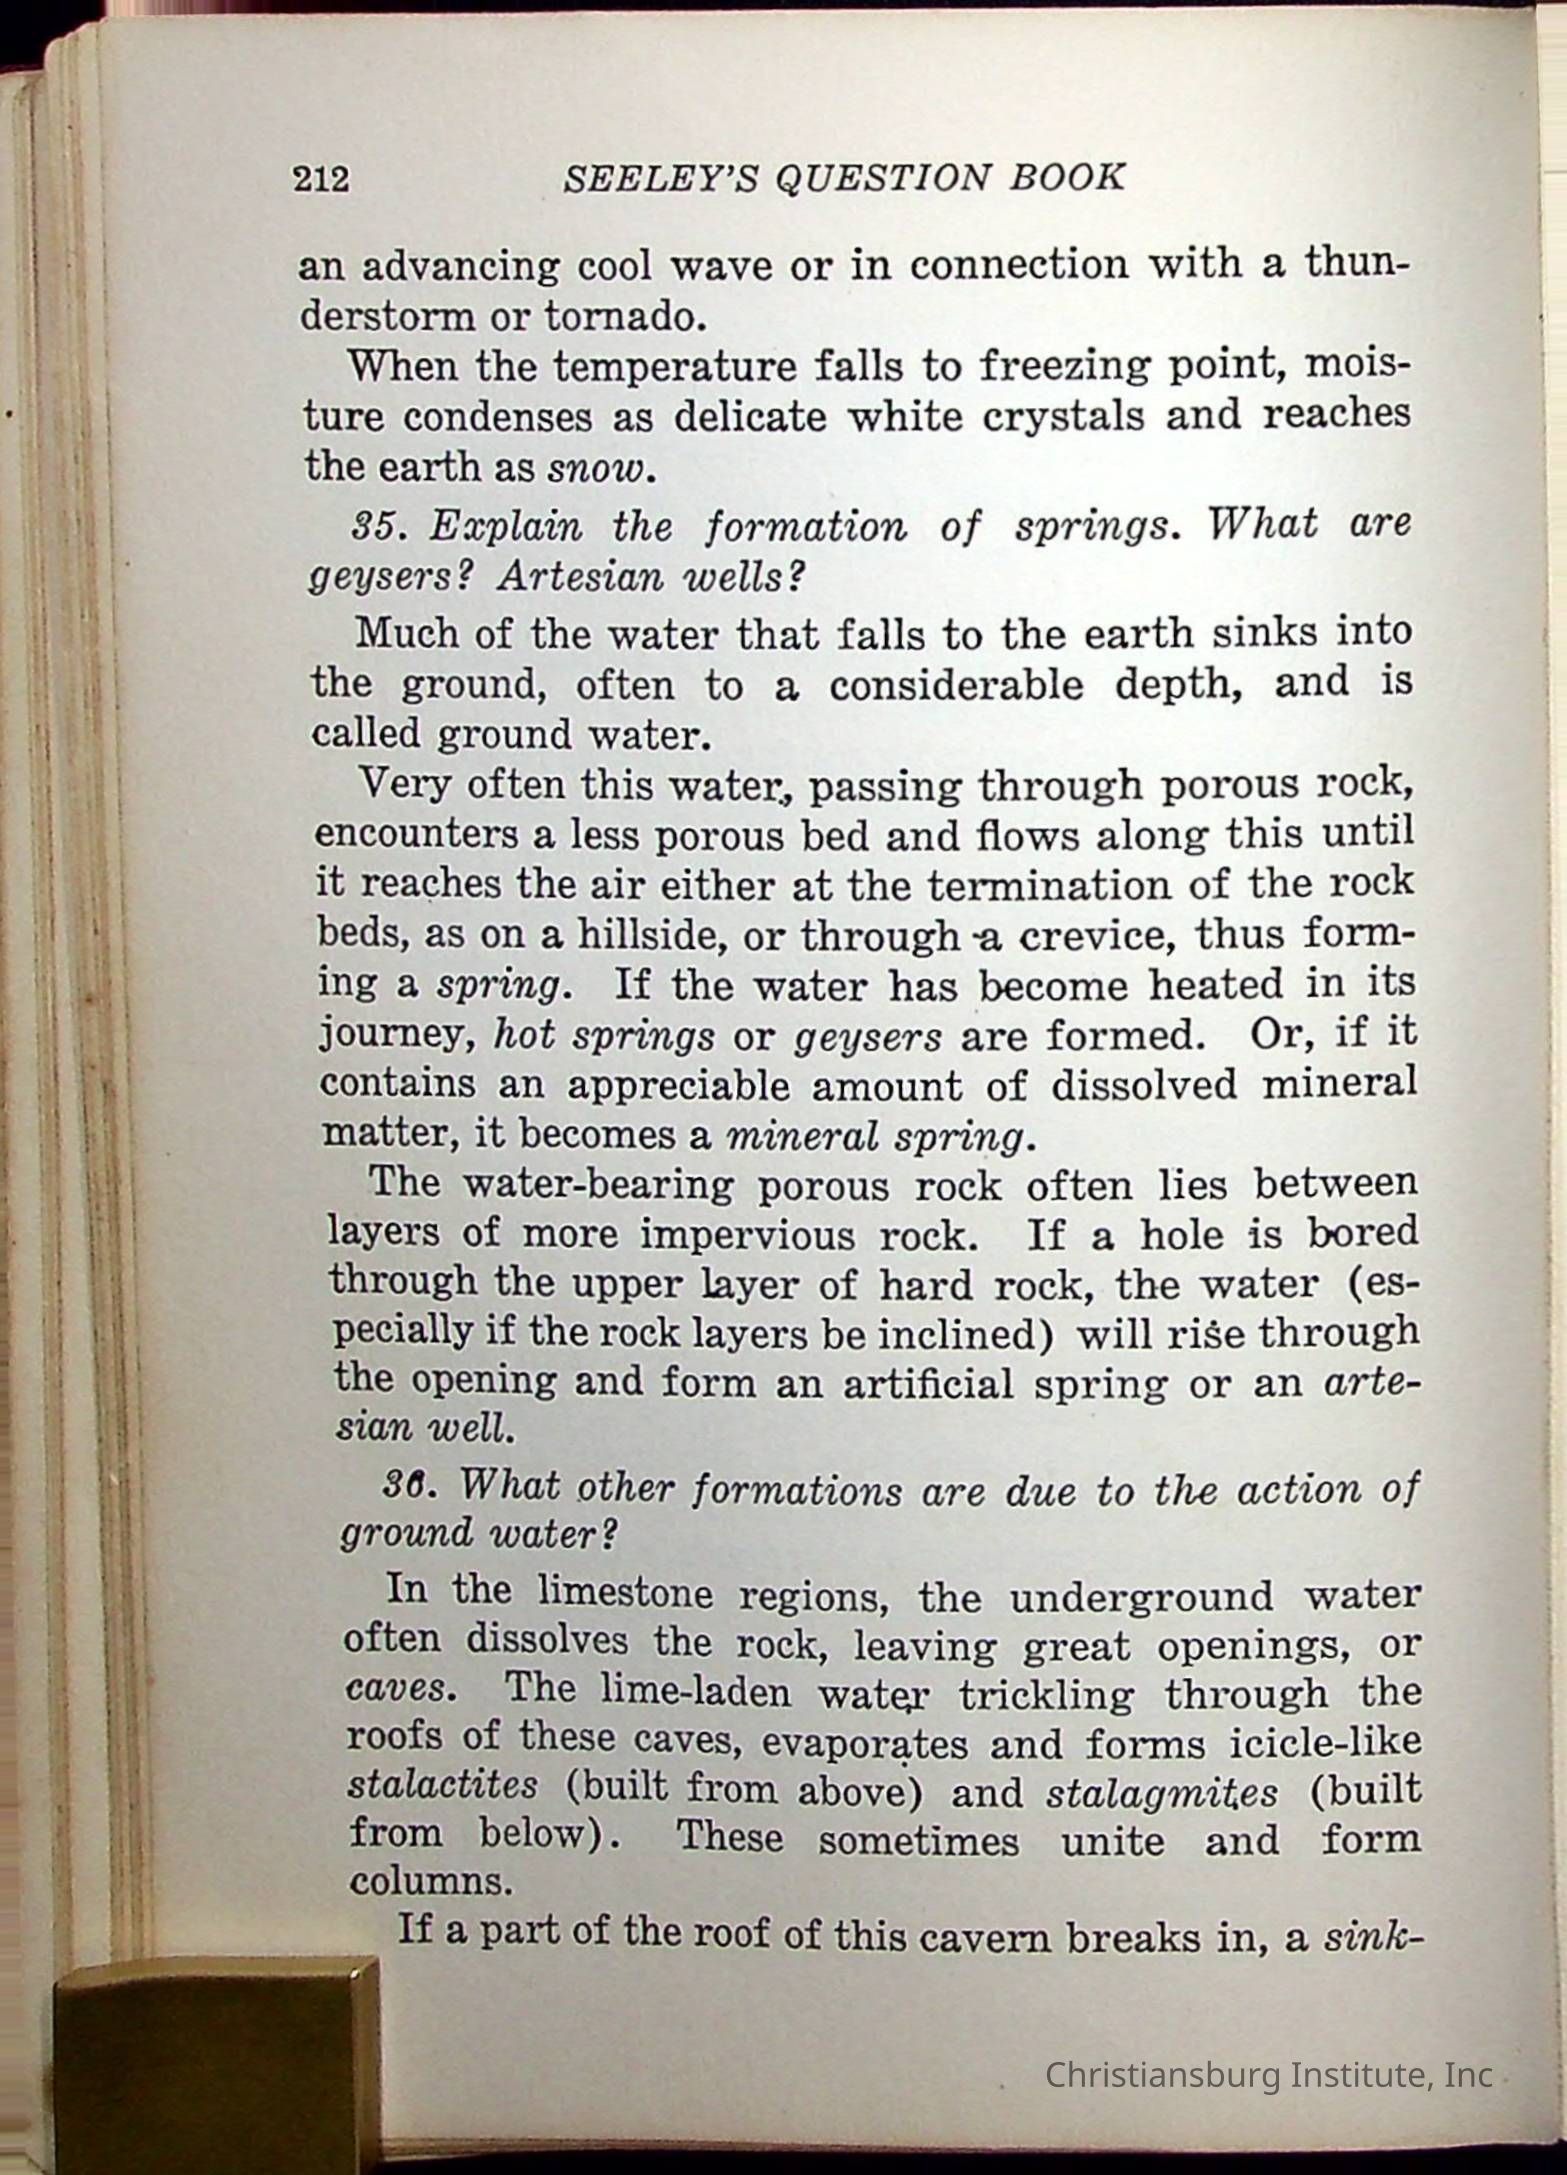 212 SEELEY'S QUESTION BOOK
an advancing cool wave or in connection with a thun-
derstorm or tornado.
When the temperature falls to freezing point, mois-
ture condenses as delicate white crystals and reaches
the earth as snow.
35. Explain the formation of springs. What are
geysers? Artesian wells?
Much of the water that falls to the earth sinks into
the ground, often to a considerable depth, and is
called ground water.
Very often this water, passing through porous rock,
encounters a less porous bed and flows along this until
it reaches the air either at the termination of the rock
beds, as on a hillside, or through a crevice, thus form-
ing a spring. If the water has become heated in its
journey, hot springs or geysers are formed. Or, if it
contains an appreciable amount of dissolved mineral
matter, it becomes a mineral spring.
The water-bearing porous rock often lies between
layers of more impervious rock. If a hole is bored
through the upper layer of hard rock, the water (es-
pecially if the rock layers be inclined) will rise through
the opening and form an artificial spring or an arte-
sian well.
36. What other formations are due to the action of
ground water?
In the limestone regions, the underground water
often dissolves the rock, leaving great openings, or
caves. The lime-laden water trickling through the
roofs of these caves, evaporates and forms icicle-like
stalactites (built from above) and stalagmites (built
from below). These sometimes unite and form
columns.
If a part of the roof of this cavern breaks in, a sink-
Christiansburg Institute, Inc